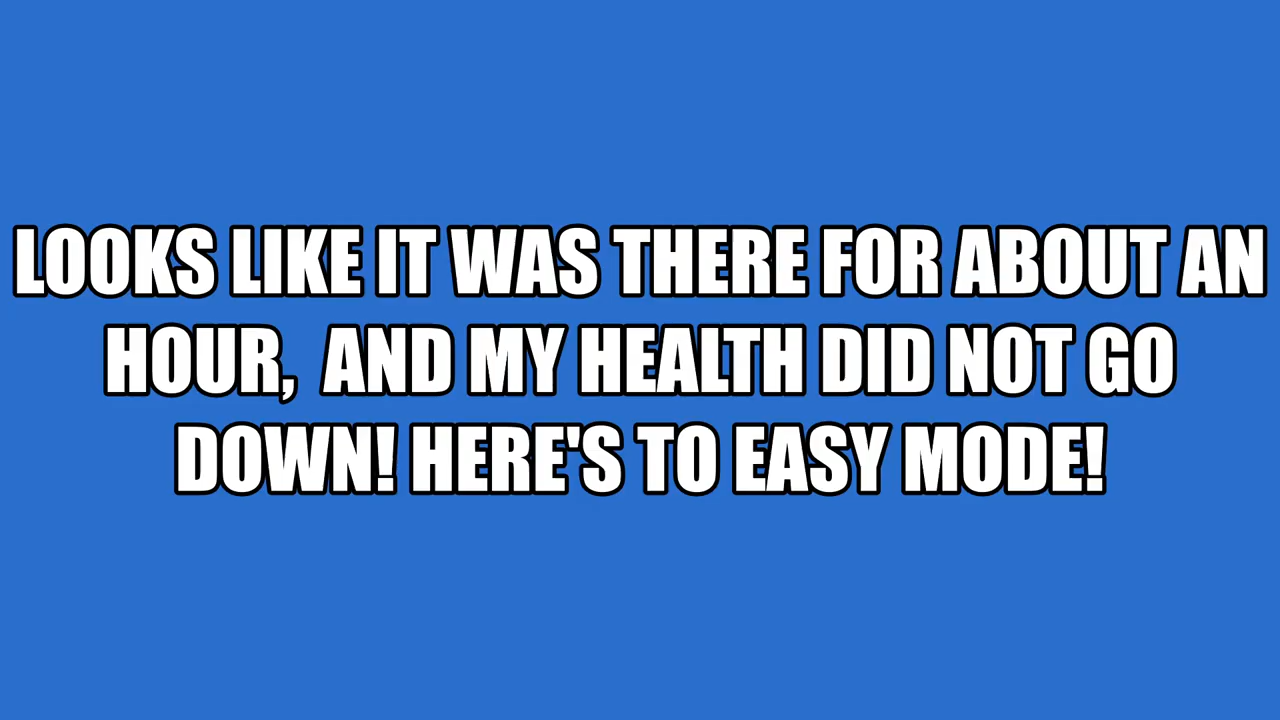 LOOKS LIKE IT WAS THERE FOR ABOUT AN
HOUR,  AND MY HEALTH DID NOT GO
DOWN! HERE'S TO EASY MODE!